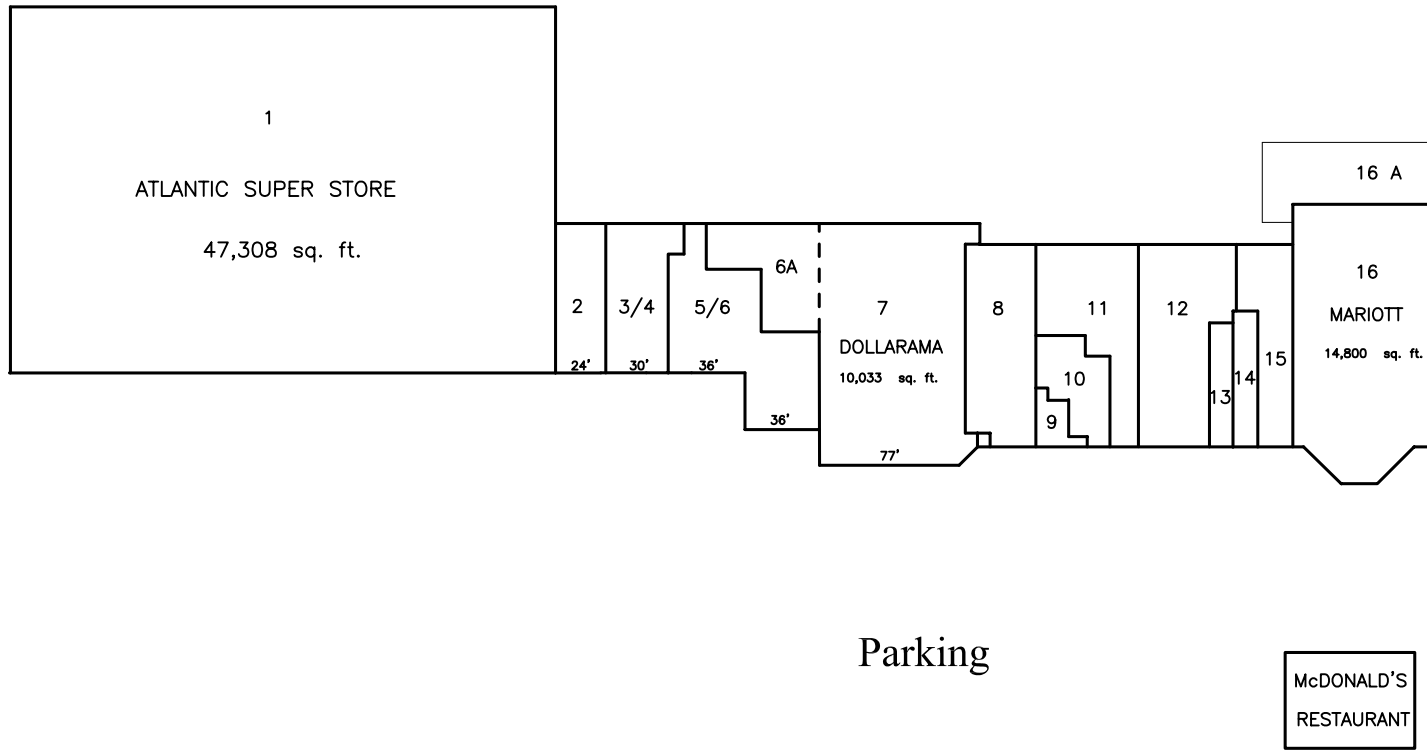 1
ATLANTIC SUPER STORE
47,308 sq. ft.
2
24'
3/4
30'
5/6
36'
6A
36'
7
DOLLARAMA
10,033 sq. ft.
77'
8
9
10
11
12
13
14
15
16 A
16
MARIOTT
14,800 sq. ft.
Parking
McDONALD'S
RESTAURANT